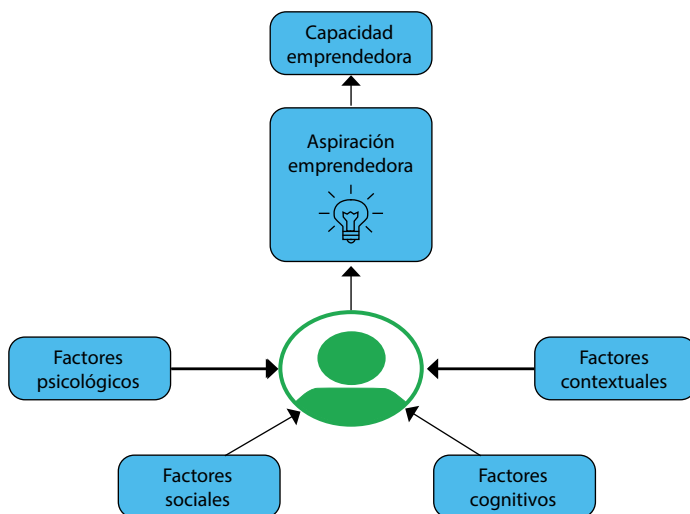 Capacidad
emprendedora
Aspiración
emprendedora
Factores
psicológicos
Factores
contextuales
Factores
sociales
Factores
cognitivos